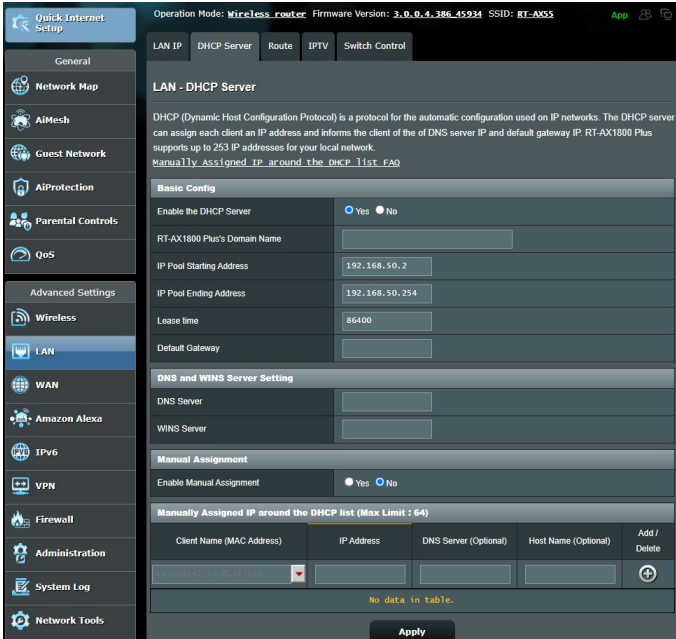 Quick Internet
Setup
Operation Mode: Wireless router Firmware Version: 3.0.0.4.386_45934 SSID: RT-AX55
App
LAN IP DHCP Server Route IPTV Switch Control
General
Network Map
AiMesh
Guest Network
AiProtection
Parental Controls
QoS
Advanced Settings
Wireless
LAN
WAN
Amazon Alexa
IPv6
VPN
Firewall
Administration
System Log
Network Tools
LAN - DHCP Server
DHCP (Dynamic Host Configuration Protocol) is a protocol for the automatic configuration used on IP networks. The DHCP server
can assign each client an IP address and informs the client of the of DNS server IP and default gateway IP. RT-AX1800 Plus
supports up to 253 IP addresses for your local network.
Manually Assigned IP around the DHCP list FAQ
Basic Config
Enable the DHCP Server Yes No
RT-AX1800 Plus's Domain Name
IP Pool Starting Address 192.168.50.2
IP Pool Ending Address 192.168.50.254
Lease time 86400
Default Gateway
DNS and WINS Server Setting
DNS Server
WINS Server
Manual Assignment
Enable Manual Assignment Yes No
Manually Assigned IP around the DHCP list (Max Limit : 64)
Client Name (MAC Address) IP Address DNS Server (Optional) Host Name (Optional) Add /
Delete
No data in table.
Apply